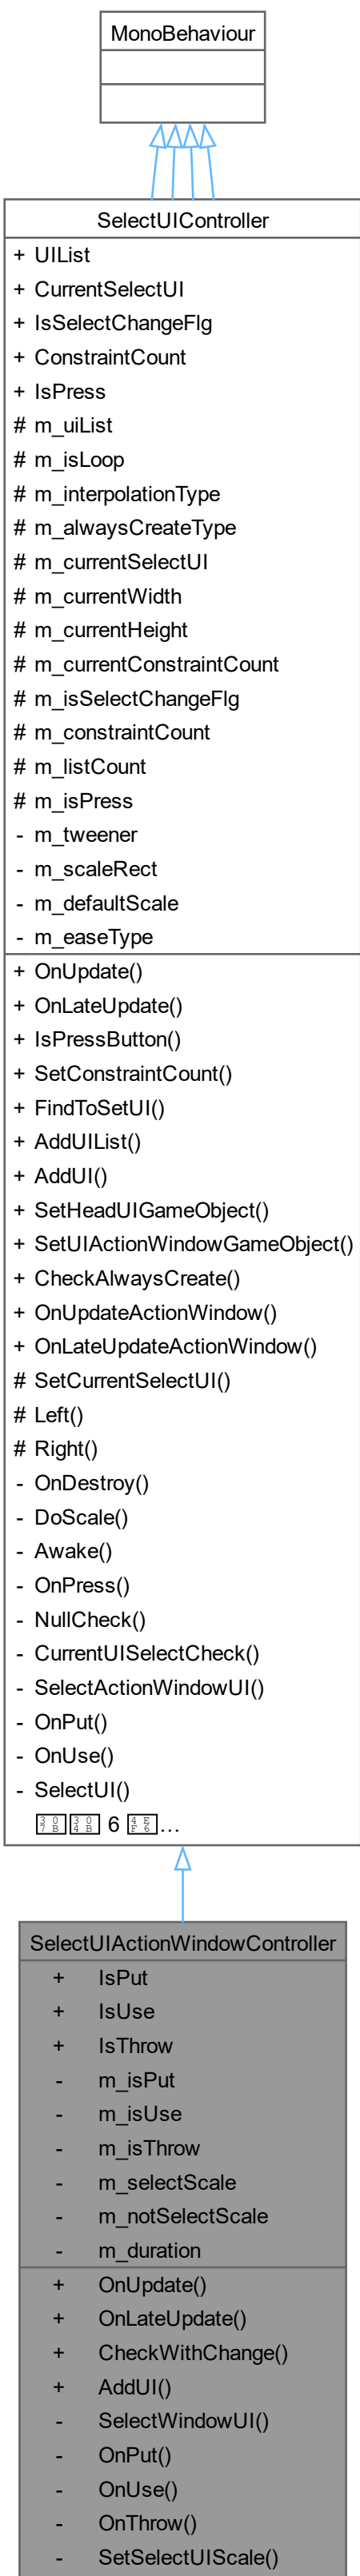 MonoBehaviour
SelectUIController
+ UIList
+ CurrentSelectUI
+ IsSelectChangeFlg
+ ConstraintCount
+ IsPress
# m_uiList
# m_isLoop
# m_interpolationType
# m_alwaysCreateType
# m_currentSelectUI
# m_currentWidth
# m_currentHeight
# m_currentConstraintCount
# m_isSelectChangeFlg
# m_constraintCount
# m_listCount
# m_isPress
- m_tweener
- m_scaleRect
- m_defaultScale
- m_easeType
+ OnUpdate()
+ OnLateUpdate()
+ IsPressButton()
+ SetConstraintCount()
+ FindToSetUI()
+ AddUIList()
+ AddUI()
+ SetHeadUIGameObject()
+ SetUIActionWindowGameObject()
+ CheckAlwaysCreate()
+ OnUpdateActionWindow()
+ OnLateUpdateActionWindow()
# SetCurrentSelectUI()
# Left()
# Right()
- OnDestroy()
- DoScale()
- Awake()
- OnPress()
- NullCheck()
- CurrentUISelectCheck()
- SelectActionWindowUI()
- OnPut()
- OnUse()
- SelectUI()
6 ...
SelectUIActionWindowController
+ IsPut
+ IsUse
+ IsThrow
- m_isPut
- m_isUse
- m_isThrow
- m_selectScale
- m_notSelectScale
- m_duration
+ OnUpdate()
+ OnLateUpdate()
+ CheckWithChange()
+ AddUI()
- SelectWindowUI()
- OnPut()
- OnUse()
- OnThrow()
- SetSelectUIScale()